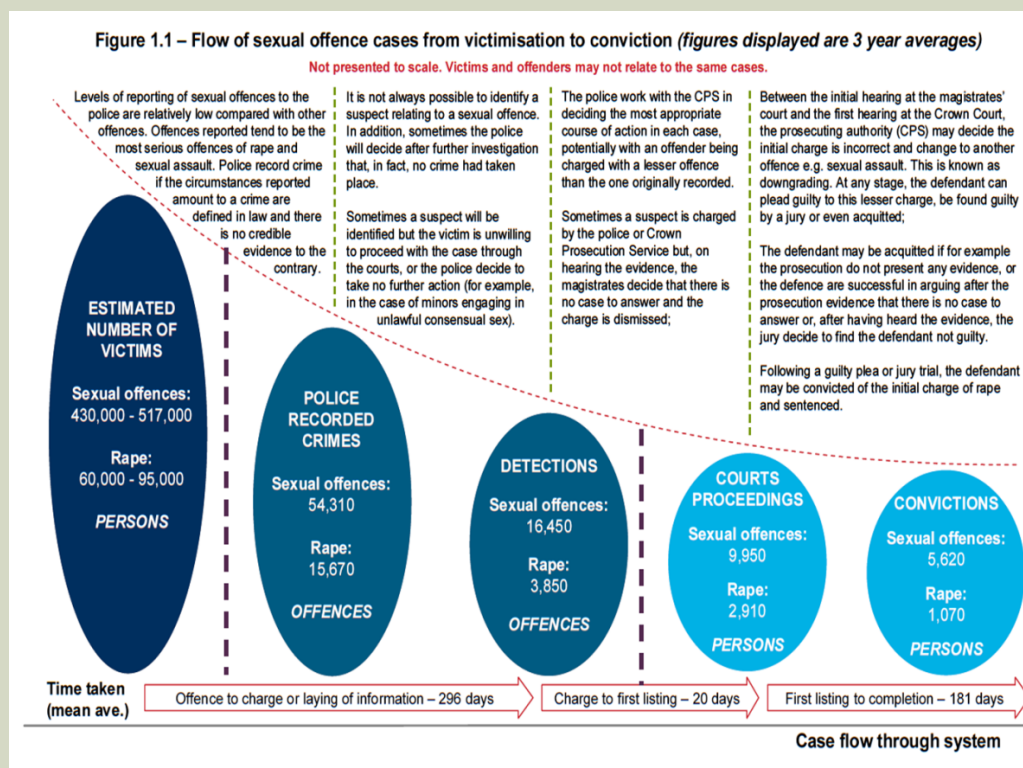 Figure 1.1 – Flow of sexual offence cases from victimisation to conviction (figures displayed are 3 year averages)
Not presented to scale. Victims and offenders may not relate to the same cases.
Levels of reporting of sexual offences to the
police are relatively low compared with other
offences. Offences reported tend to be the
most serious offences of rape and
sexual assault. Police record crime
if the circumstances reported
amount to a crime are
defined in law and there
is no credible
evidence to the
contrary.
It is not always possible to identify a
suspect relating to a sexual offence.
In addition, sometimes the police
will decide after further investigation
that, in fact, no crime had taken
place.
Sometimes a suspect will be
identified but the victim is unwilling
to proceed with the case through
the courts, or the police decide to
take no further action (for example,
in the case of minors engaging in
unlawful consensual sex).
The police work with the CPS in
deciding the most appropriate
course of action in each case,
potentially with an offender being
charged with a lesser offence
than the one originally recorded.
Sometimes a suspect is charged
by the police or Crown
Prosecution Service but, on
hearing the evidence, the
magistrates decide that there is
no case to answer and the
charge is dismissed;
Between the initial hearing at the magistrates'
court and the first hearing at the Crown Court,
the prosecuting authority (CPS) may decide the
initial charge is incorrect and change to another
offence e.g. sexual assault. This is known as
downgrading. At any stage, the defendant can
plead guilty to this lesser charge, be found guilty
by a jury or even acquitted;
The defendant may be acquitted if for example
the prosecution do not present any evidence, or
the defence are successful in arguing after the
prosecution evidence that there is no case to
answer or, after having heard the evidence, the
jury decide to find the defendant not guilty.
Following a guilty plea or jury trial, the defendant
may be convicted of the initial charge of rape
and sentenced.
ESTIMATED
NUMBER OF
VICTIMS
Sexual offences:
430,000 - 517,000
Rape:
60,000 - 95,000
PERSONS
POLICE
RECORDED
CRIMES
Sexual offences:
54,310
Rape:
15,670
OFFENCES
DETECTIONS
Sexual offences:
16,450
Rape:
3,850
OFFENCES
COURTS
PROCEEDINGS
Sexual offences:
9,950
Rape:
2,910
PERSONS
CONVICTIONS
Sexual offences:
5,620
Rape:
1,070
PERSONS
Time taken
(mean ave.)
Offence to charge or laying of information – 296 days
Charge to first listing – 20 days
First listing to completion – 181 days
Case flow through system